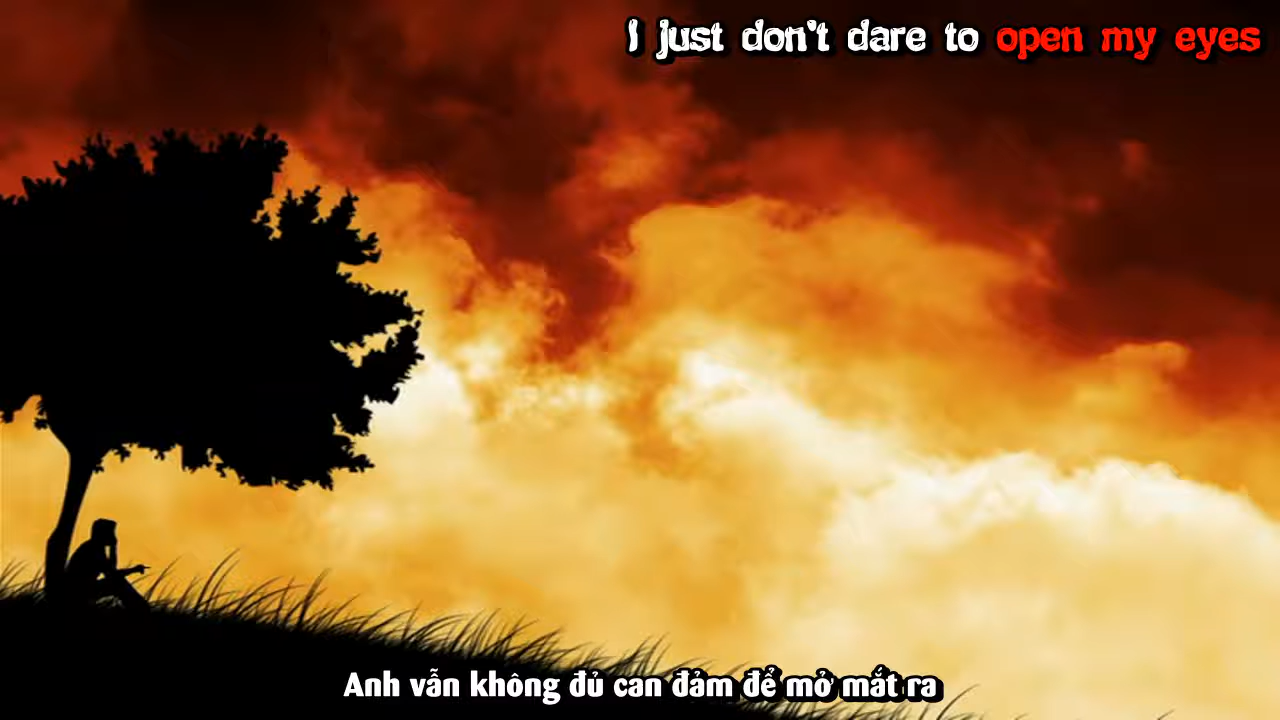 I just don't dare to open my eyes
Anh vẫn không đủ can đảm để mở mắt ra